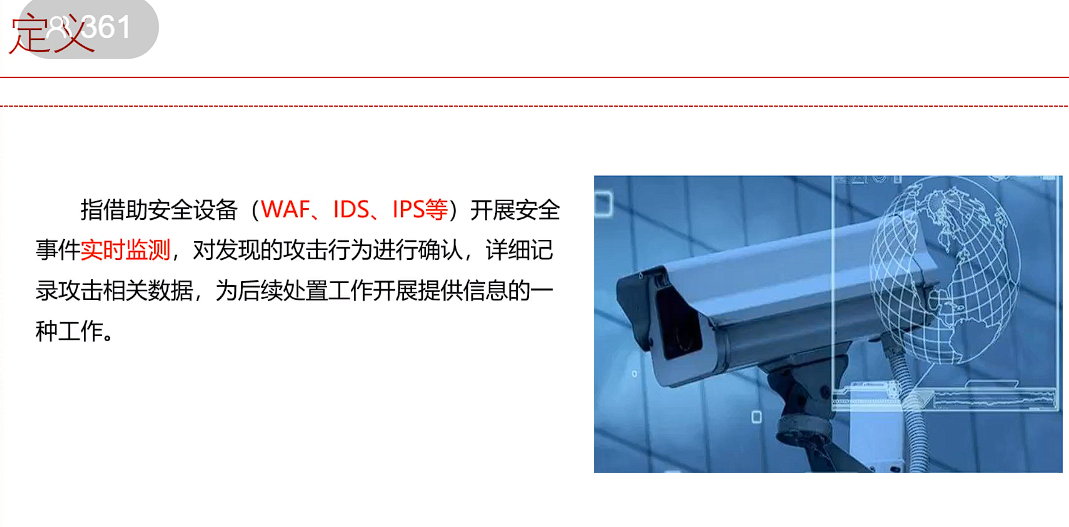 定义
361
指借助安全设备（WAF、IDS、IPS等）开展安全
事件实时监测，对发现的攻击行为进行确认，详细记
录攻击相关数据，为后续处置工作开展提供信息的一
种工作。